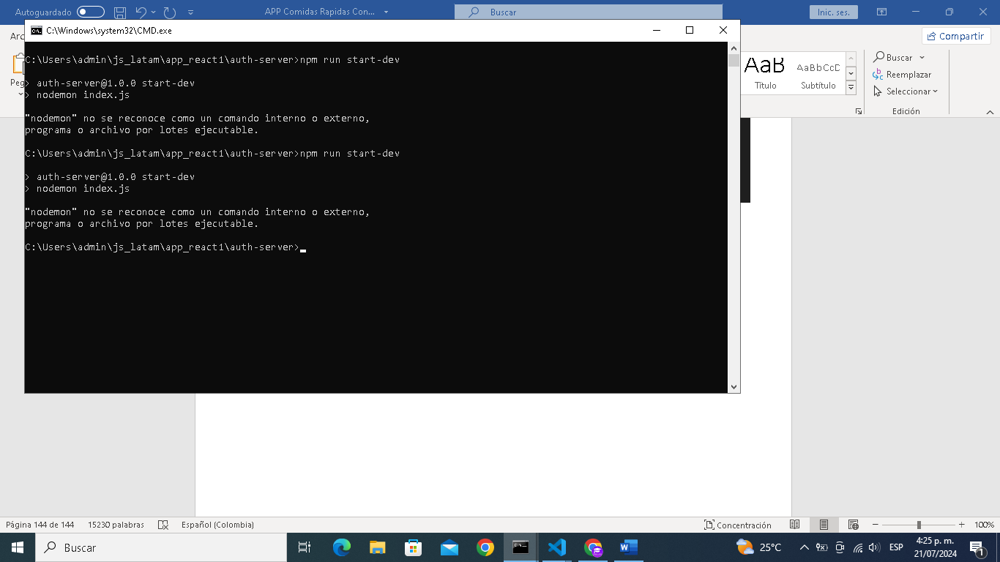 Autoguardado
APP Comidas Rapidas Con...
Buscar
Inic. ses.
C:\Windows\system32\CMD.exe
Compartir
C:\Users\admin\js_latam\app_react1\auth-server>npm run start-dev
> auth-server@1.0.0 start-dev
> nodemon index.js
"nodemon" no se reconoce como un comando interno o externo,
programa o archivo por lotes ejecutable.
C:\Users\admin\js_latam\app_react1\auth-server>npm run start-dev
> auth-server@1.0.0 start-dev
> nodemon index.js
"nodemon" no se reconoce como un comando interno o externo,
programa o archivo por lotes ejecutable.
C:\Users\admin\js_latam\app_react1\auth-server>
AaB
AaBbCcD
Título
Subtítulo
Buscar
Reemplazar
Seleccionar
Edición
Página 144 de 144
15230 palabras
Español (Colombia)
Concentración
100%
Buscar
25°C
ESP
4:25 p. m.
21/07/2024
1